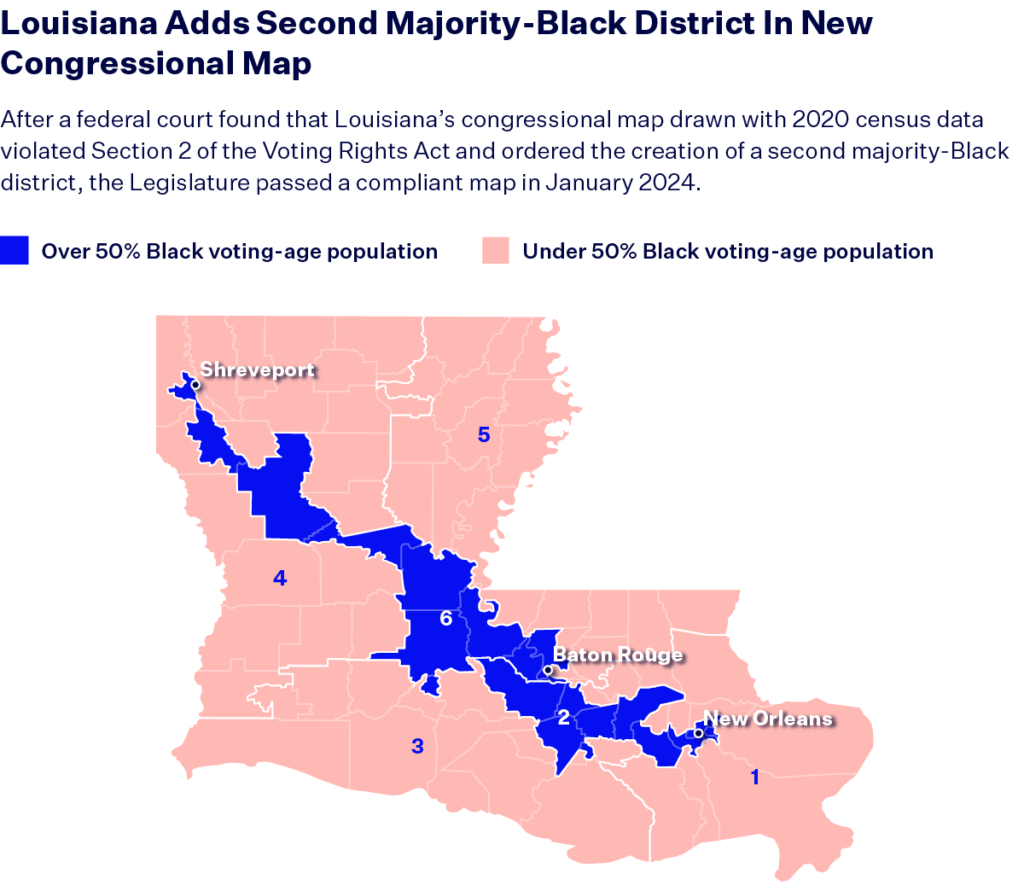 Louisiana Adds Second Majority-Black District In New
Congressional Map
After a federal court found that Louisiana’s congressional map drawn with 2020 census data
violated Section 2 of the Voting Rights Act and ordered the creation of a second majority-Black
district, the Legislature passed a compliant map in January 2024.
Over 50% Black voting-age population Under 50% Black voting-age population
Shreveport
5
4
6
Baton Rouge
2
New Orleans
3
1